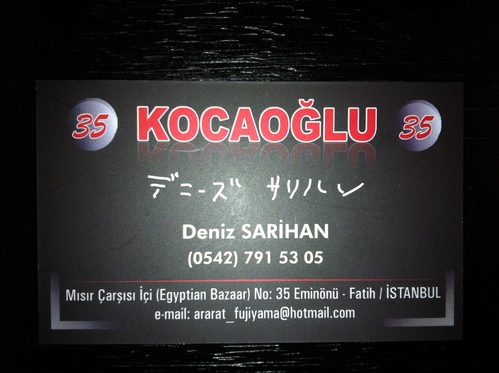 35 KOCAOĞLU 35
デニーズ サリハン
Deniz SARİHAN
(0542) 791 53 05
Mısır Çarşısı İçi (Egyptian Bazaar) No: 35 Eminönü - Fatih / İSTANBUL
e-mail: ararat_fujiyama@hotmail.com